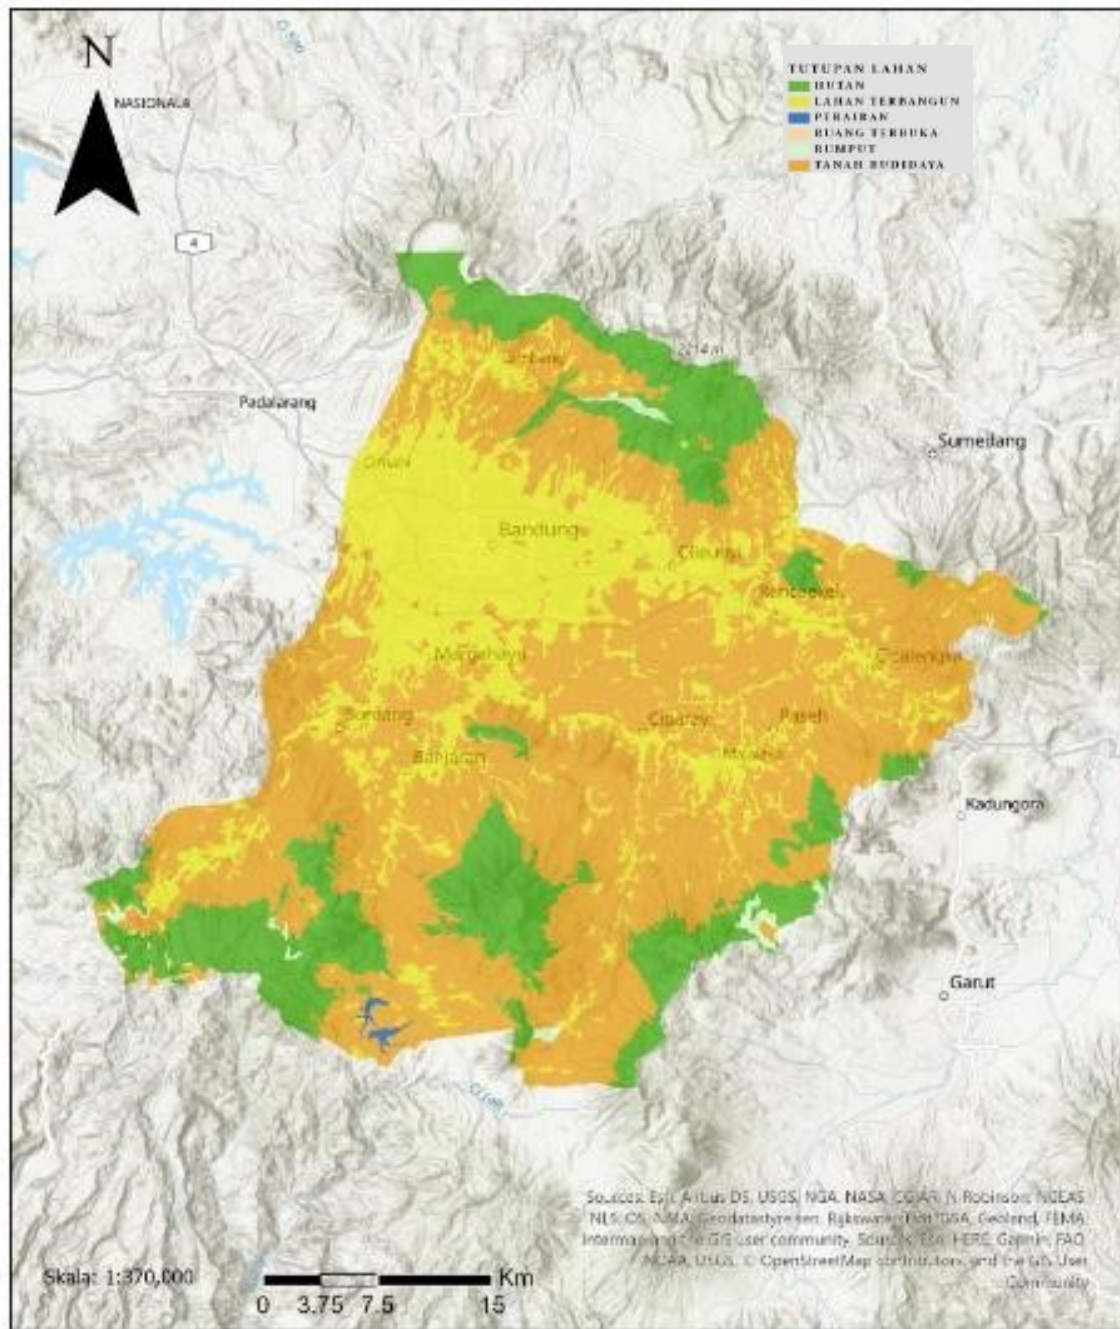 N
NASIONAL4
4
TUTUPAN LAHAN
HUTAN
LAHAN TERBANGUN
PERAIRAN
RUANG TERBUKA
RUMPUT
TANAH BUDIDAYA
Padalarang
Sumedang
Bandung
Cileunyi
Rancaekek
Margahayu
Cicalengka
Soreang
Ciparay
Paseh
Banjaran
Majalaya
Kadungora
Garut
Sources: Esri, Airbus DS, USGS, NGA, NASA, CGIAR, N Robinson, NCEAS,
NLS, OS, NMA, Geodatastyrelsen, Rijkswaterstaat, GSA, Geoland, FEMA,
Intermap and the GIS user community, Sources: Esri, HERE, Garmin, FAO,
NOAA, USGS, © OpenStreetMap contributors, and the GIS User
Community
Skala: 1:370,000
Km
0 3.75 7.5 15